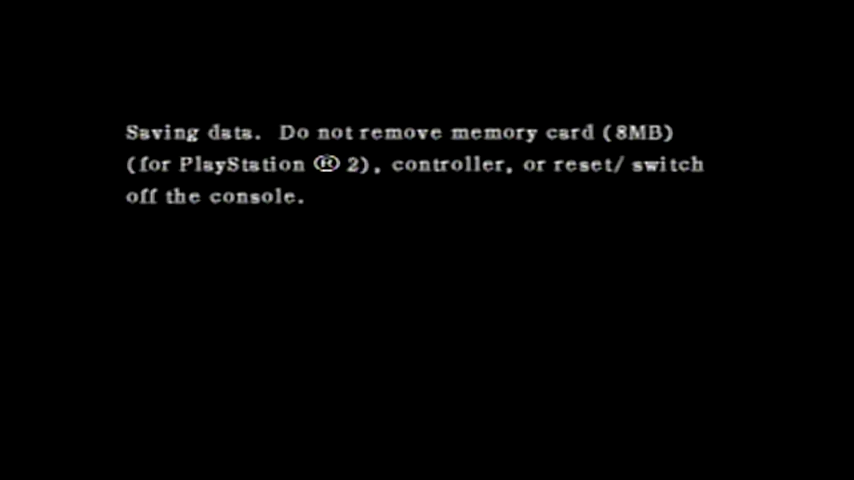 Saving data. Do not remove memory card (8MB)
(for PlayStation ® 2), controller, or reset/ switch
off the console.